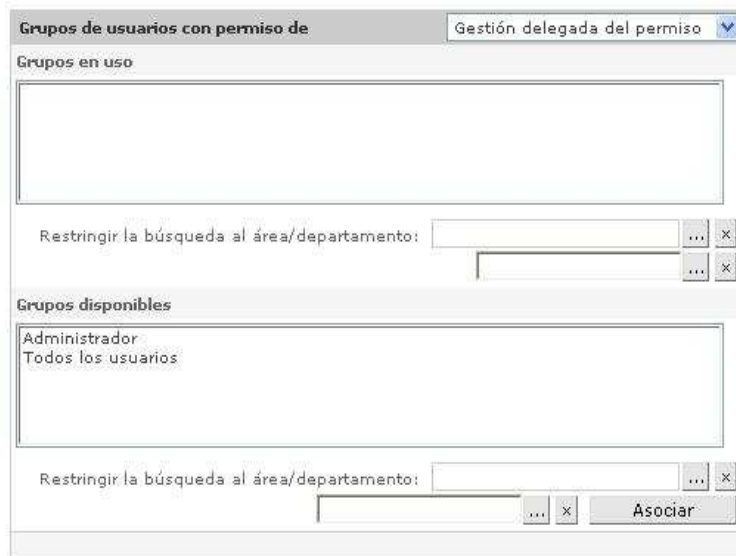 Grupos de usuarios con permiso de Gestión delegada del permiso
Grupos en uso
Restringir la búsqueda al área/departamento: ... x
... x
Grupos disponibles
Administrador
Todos los usuarios
Restringir la búsqueda al área/departamento: ... x
... x Asociar